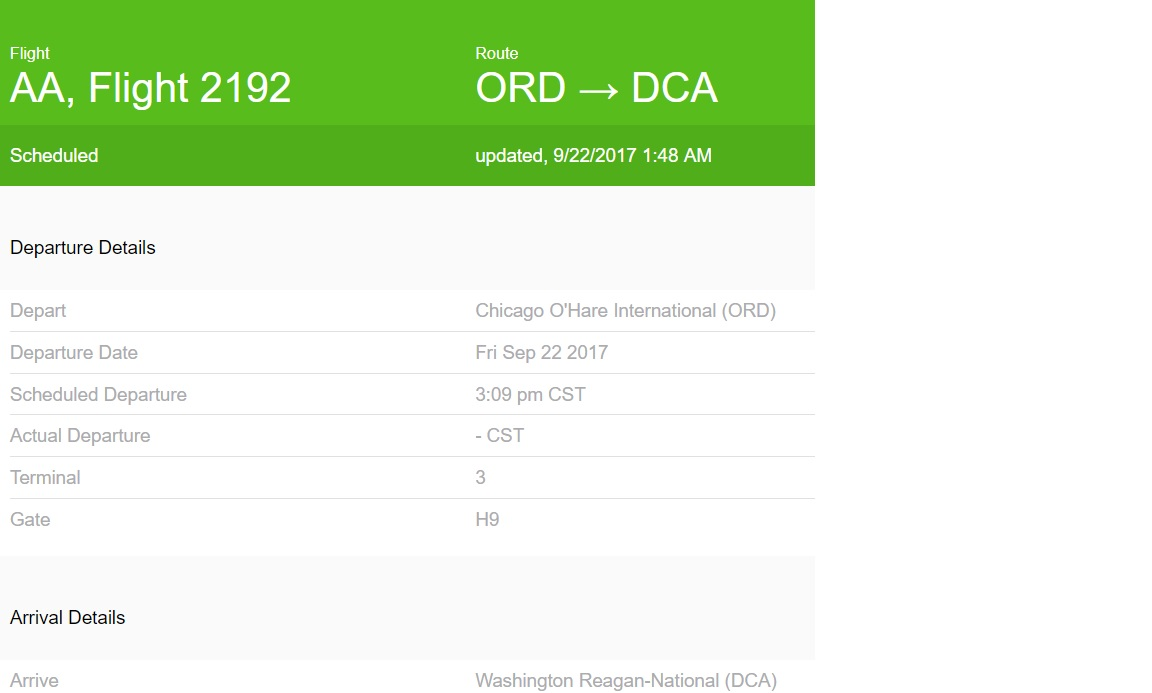 Flight
Route
AA, Flight 2192
ORD → DCA
Scheduled
updated, 9/22/2017 1:48 AM
Departure Details
Depart
Chicago O'Hare International (ORD)
Departure Date
Fri Sep 22 2017
Scheduled Departure
3:09 pm CST
Actual Departure
- CST
Terminal
3
Gate
H9
Arrival Details
Arrive
Washington Reagan-National (DCA)